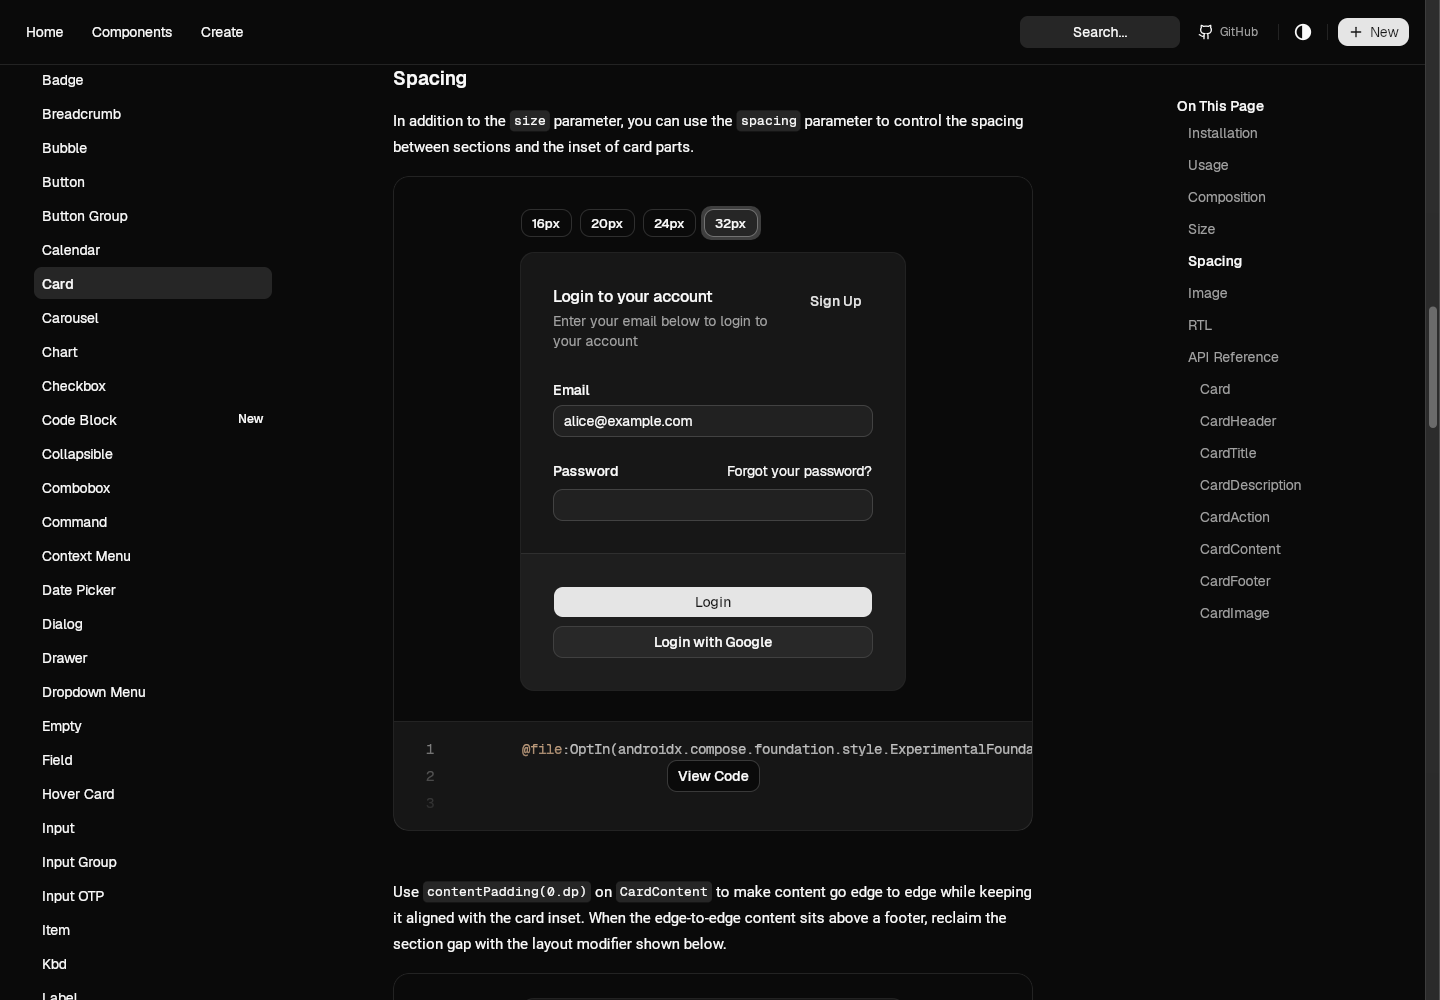 Home
Components
Create
Search...
GitHub
New
Badge
Breadcrumb
Bubble
Button
Button Group
Calendar
Card
Carousel
Chart
Checkbox
Code Block
New
Collapsible
Combobox
Command
Context Menu
Date Picker
Dialog
Drawer
Dropdown Menu
Empty
Field
Hover Card
Input
Input Group
Input OTP
Item
Kbd
Label
Spacing
In addition to the size parameter, you can use the spacing parameter to control the spacing
between sections and the inset of card parts.
16px
20px
24px
32px
Login to your account
Sign Up
Enter your email below to login to
your account
Email
alice@example.com
Password
Forgot your password?
Login
Login with Google
1
@file:OptIn(androidx.compose.foundation.style.ExperimentalFounda
2
View Code
3
Use contentPadding(0.dp) on CardContent to make content go edge to edge while keeping
it aligned with the card inset. When the edge-to-edge content sits above a footer, reclaim the
section gap with the layout modifier shown below.
On This Page
Installation
Usage
Composition
Size
Spacing
Image
RTL
API Reference
Card
CardHeader
CardTitle
CardDescription
CardAction
CardContent
CardFooter
CardImage